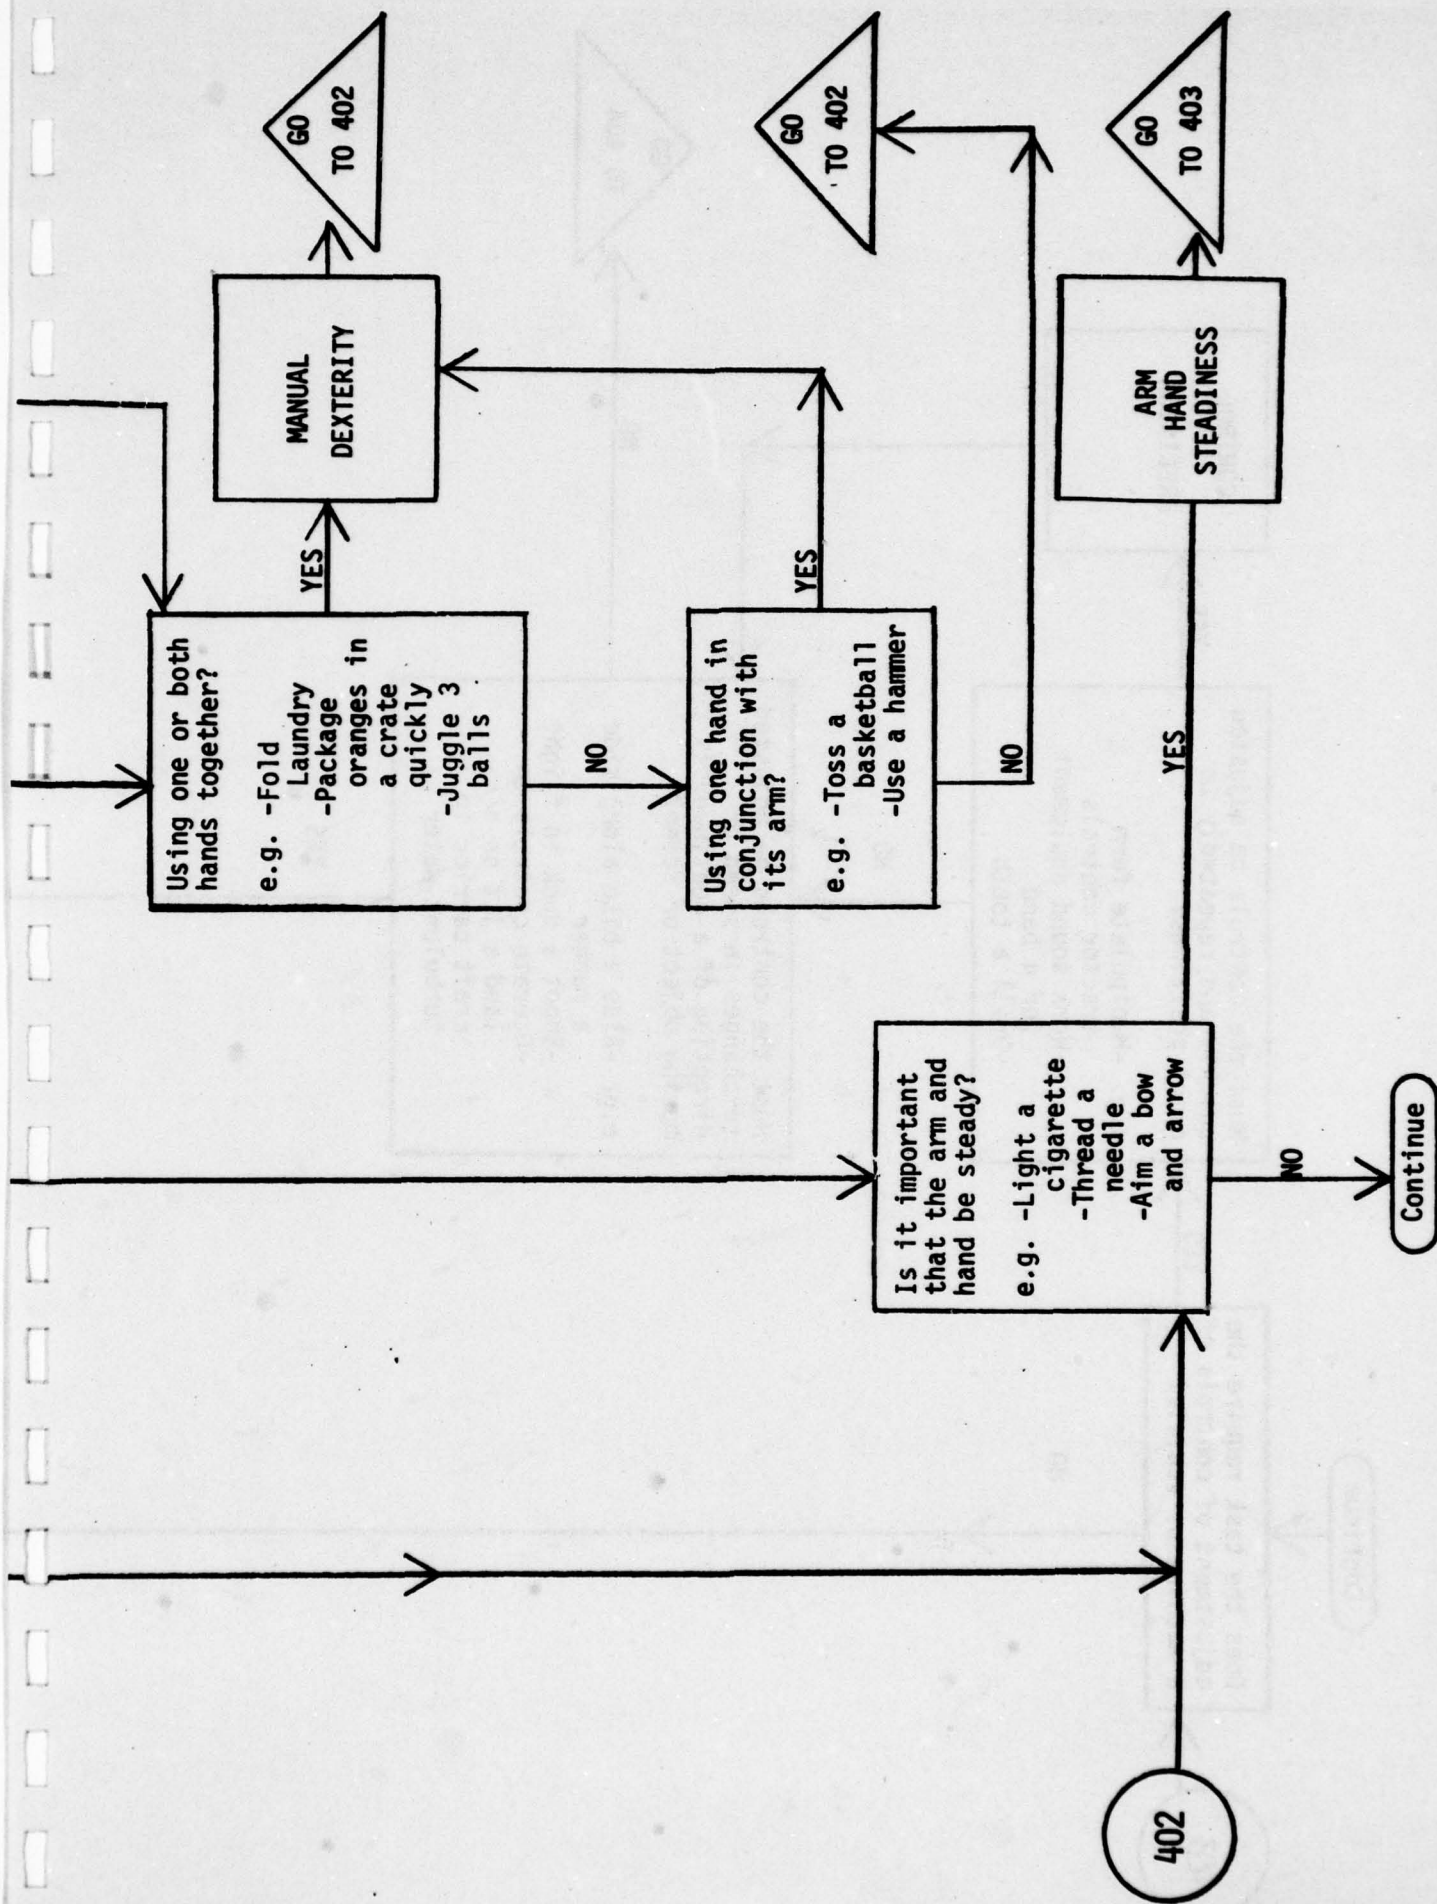 Using one or both
hands together?
e.g. -Fold
Laundry
-Package
oranges in
a crate
quickly
-Juggle 3
balls
YES
MANUAL
DEXTERITY
GO
TO 402
NO
Using one hand in
conjunction with
its arm?
e.g. -Toss a
basketball
-Use a hammer
YES
GO
TO 402
NO
402
Is it important
that the arm and
hand be steady?
e.g. -Light a
cigarette
-Thread a
needle
-Aim a bow
and arrow
YES
ARM
HAND
STEADINESS
GO
TO 403
NO
Continue